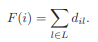 F(i) = ∑_{l∈L} d_{il}.